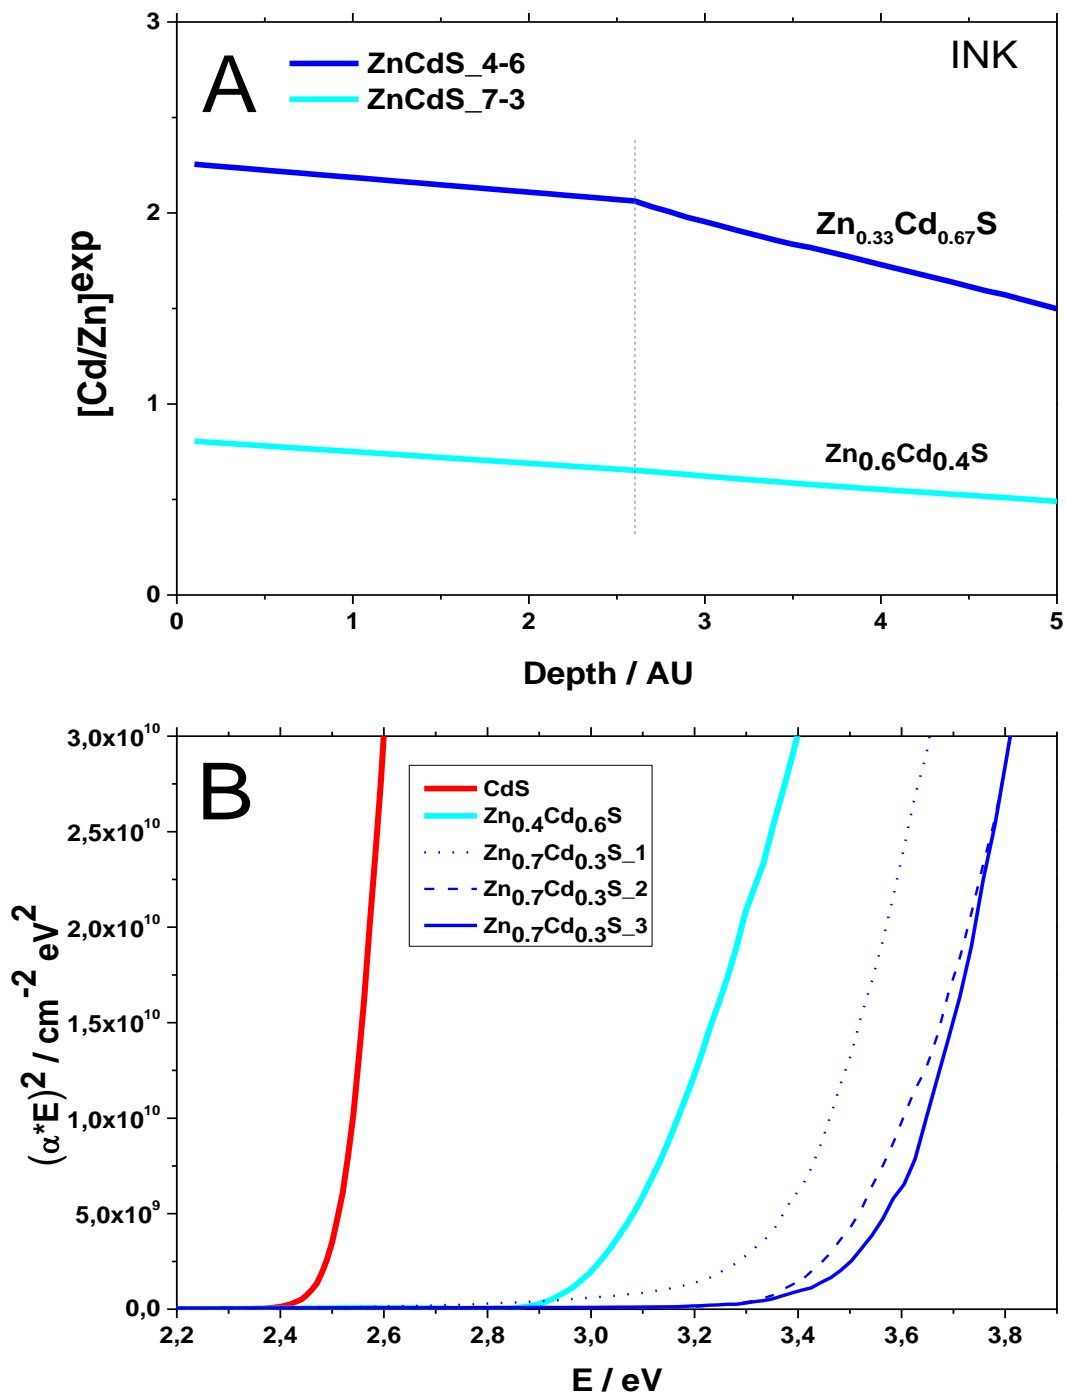 3
A
ZnCdS_4-6
ZnCdS_7-3
INK
2
Zn0.33Cd0.67S
[Cd/Zn]exp
1
Zn0.6Cd0.4S
0
0 1 2 3 4 5
Depth / AU
3,0x10^10
B
CdS
Zn0.4Cd0.6S
Zn0.7Cd0.3S_1
Zn0.7Cd0.3S_2
Zn0.7Cd0.3S_3
2,5x10^10
2,0x10^10
(α*E)^2 / cm^-2 eV^2
1,5x10^10
1,0x10^10
5,0x10^9
0,0
2,2 2,4 2,6 2,8 3,0 3,2 3,4 3,6 3,8
E / eV